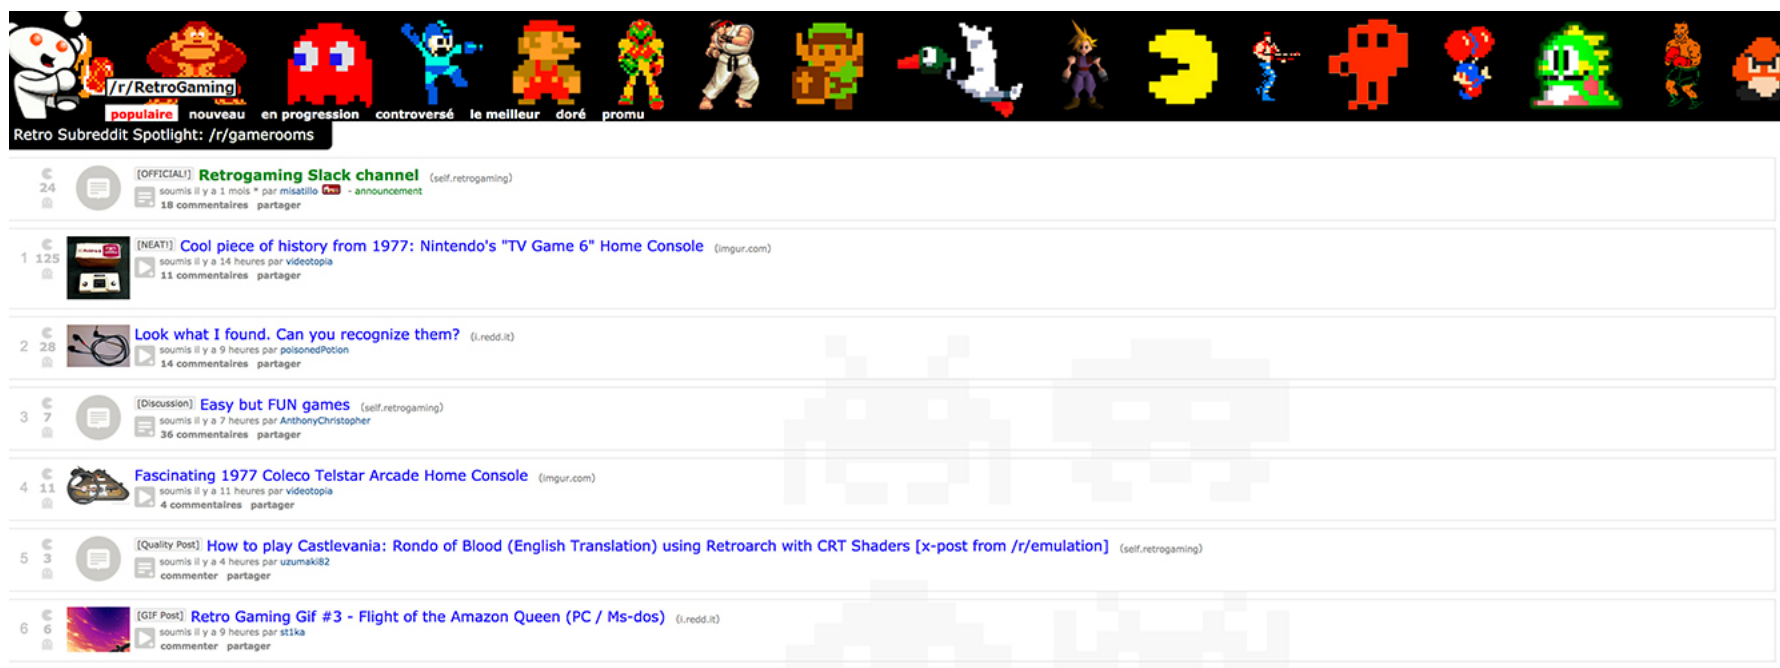 /r/RetroGaming
populaire nouveau en progression controversé le meilleur doré promu
Retro Subreddit Spotlight: /r/gamerooms
24
[OFFICIAL!] Retrogaming Slack channel (self.retrogaming)
soumis il y a 1 mois * par misatillo - announcement
18 commentaires partager
1 125
[NEAT!] Cool piece of history from 1977: Nintendo's "TV Game 6" Home Console (imgur.com)
soumis il y a 14 heures par videotopia
11 commentaires partager
2 28
Look what I found. Can you recognize them? (i.redd.it)
soumis il y a 9 heures par poisonedPotion
14 commentaires partager
3 7
[Discussion] Easy but FUN games (self.retrogaming)
soumis il y a 7 heures par AnthonyChristopher
36 commentaires partager
4 11
Fascinating 1977 Coleco Telstar Arcade Home Console (imgur.com)
soumis il y a 11 heures par videotopia
4 commentaires partager
5 3
[Quality Post] How to play Castlevania: Rondo of Blood (English Translation) using Retroarch with CRT Shaders [x-post from /r/emulation] (self.retrogaming)
soumis il y a 4 heures par uzumaki82
commenter partager
6 6
[GIF Post] Retro Gaming Gif #3 - Flight of the Amazon Queen (PC / Ms-dos) (i.redd.it)
soumis il y a 9 heures par st1ka
commenter partager